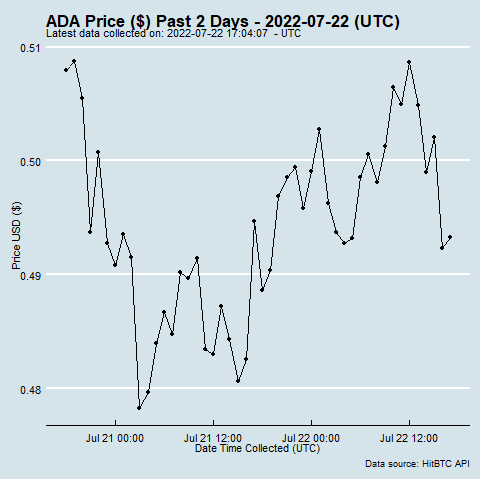 ADA Price ($) Past 2 Days - 2022-07-22 (UTC)
Latest data collected on: 2022-07-22 17:04:07 - UTC
0.51
0.50
0.49
0.48
Price USD ($)
Jul 21 00:00 Jul 21 12:00 Jul 22 00:00 Jul 22 12:00
Date Time Collected (UTC)
Data source: HitBTC API